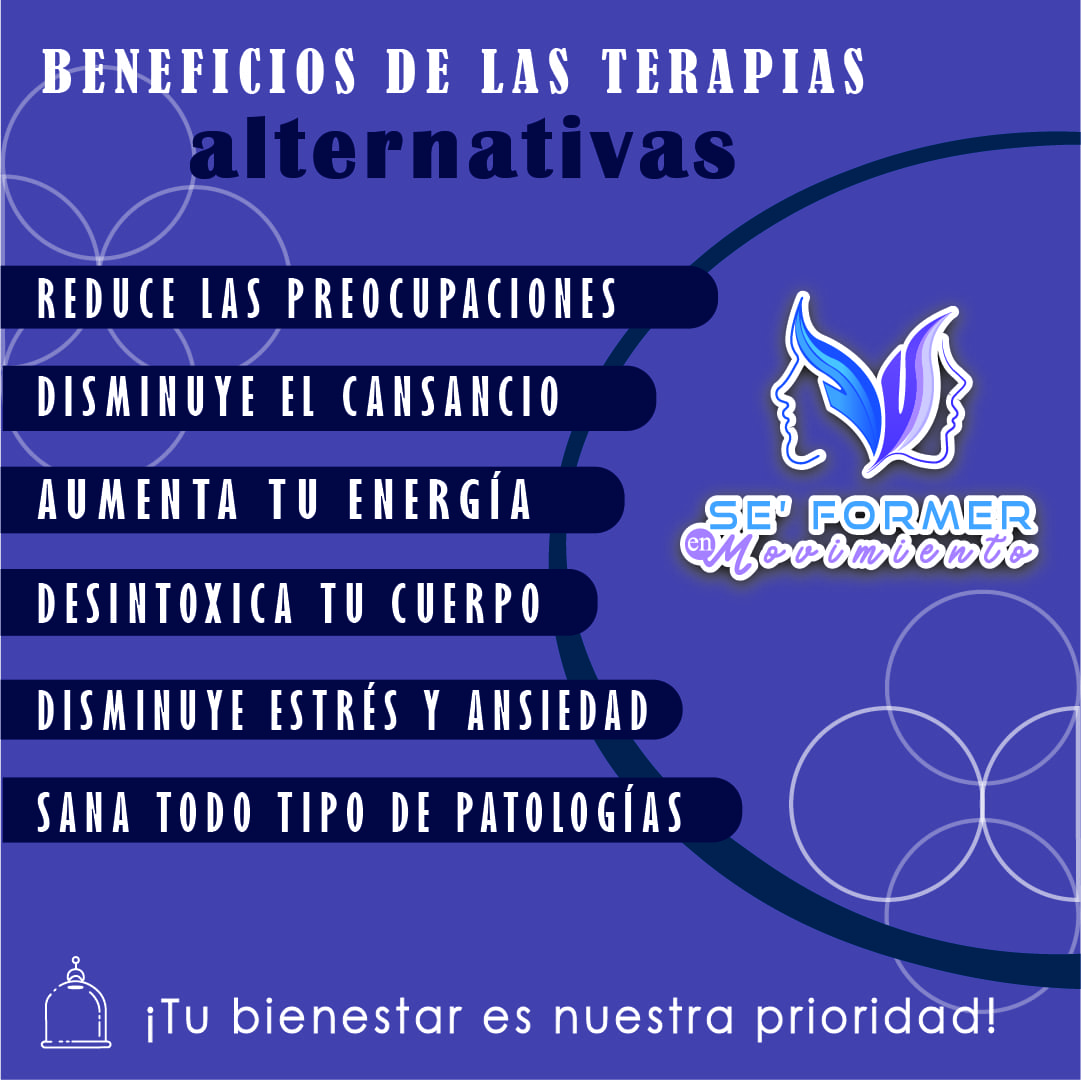 BENEFICIOS DE LAS TERAPIAS
alternativas
REDUCE LAS PREOCUPACIONES
DISMINUYE EL CANSANCIO
AUMENTA TU ENERGÍA
DESINTOXICA TU CUERPO
DISMINUYE ESTRÉS Y ANSIEDAD
SANA TODO TIPO DE PATOLOGÍAS
SE' FORMER
en Movimiento
¡Tu bienestar es nuestra prioridad!